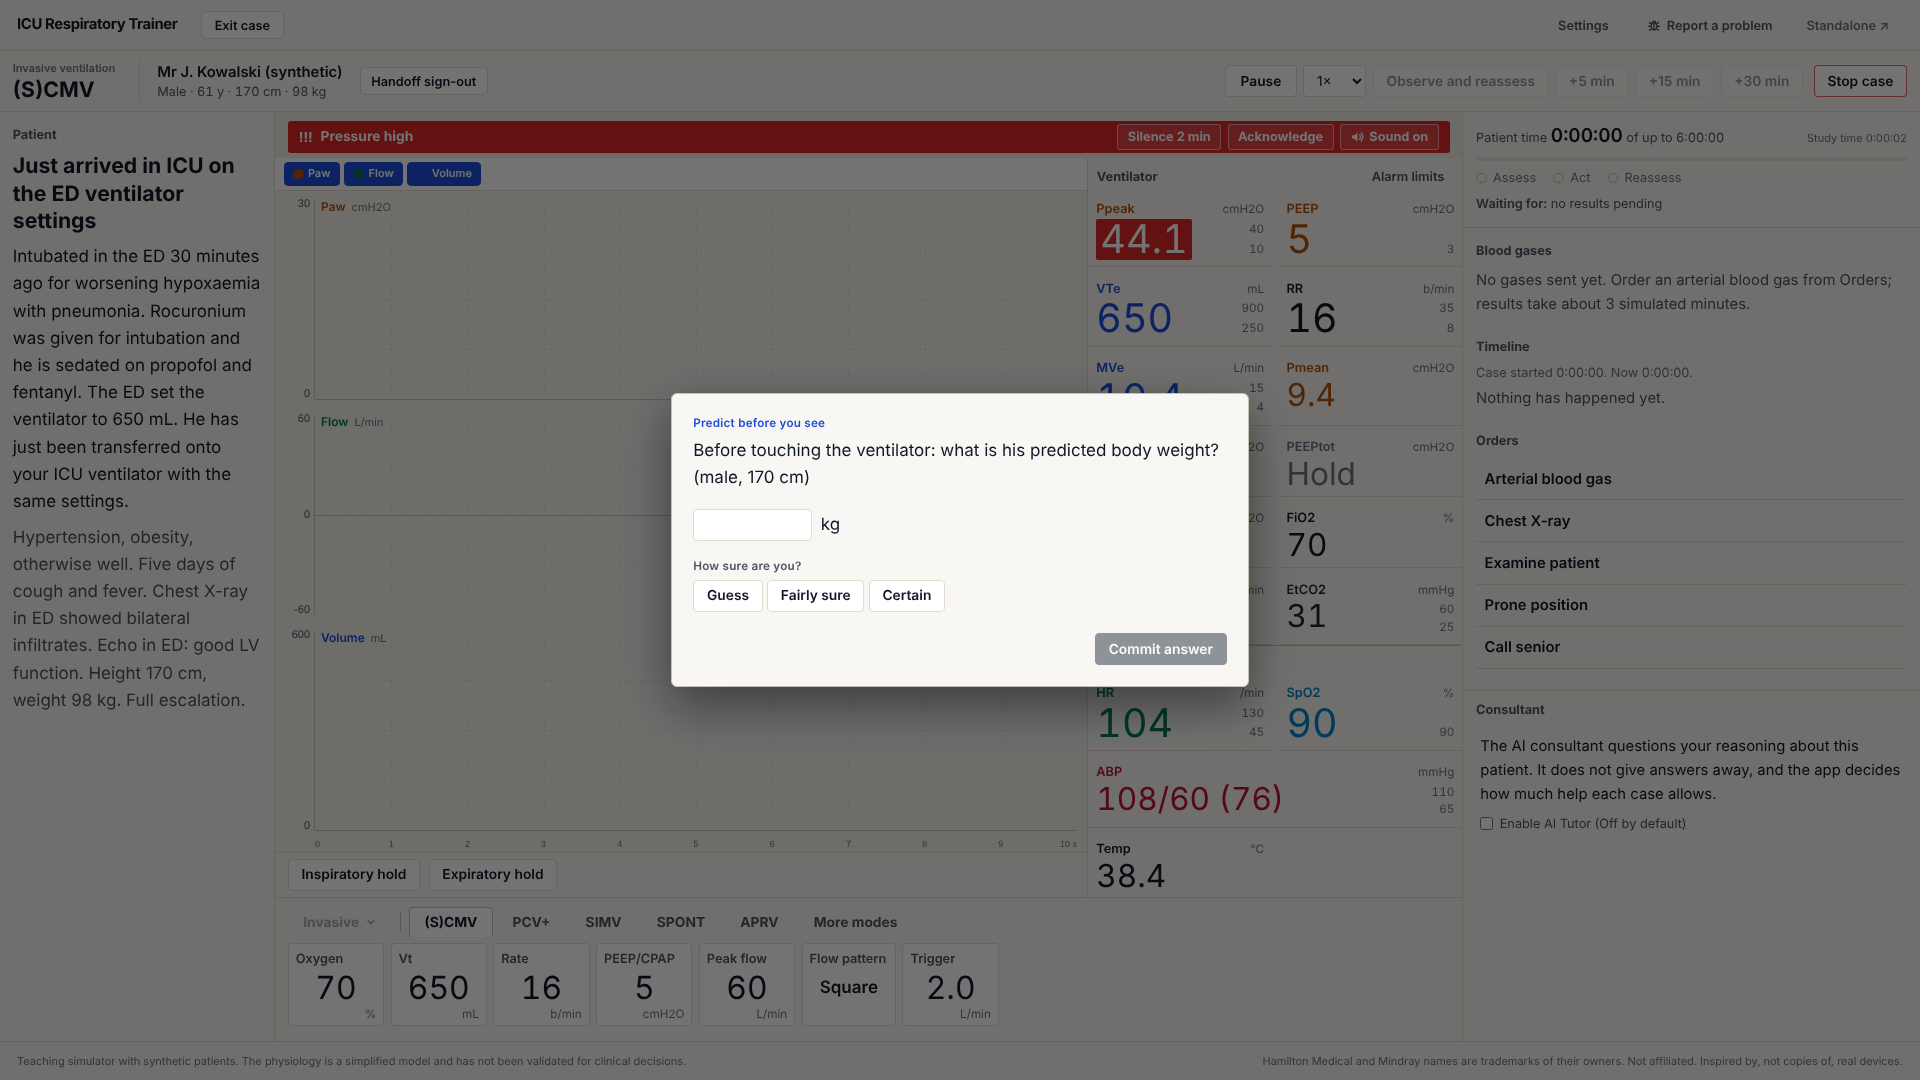 ICU Respiratory Trainer
Exit case
Settings
Report a problem
Standalone ↗
Invasive ventilation
(S)CMV
Mr J. Kowalski (synthetic)
Male · 61 y · 170 cm · 98 kg
Handoff sign-out
Pause
1×
Observe and reassess
+5 min
+15 min
+30 min
Stop case
Patient
Just arrived in ICU on
the ED ventilator
settings
Intubated in the ED 30 minutes
ago for worsening hypoxaemia
with pneumonia. Rocuronium
was given for intubation and
he is sedated on propofol and
fentanyl. The ED set the
ventilator to 650 mL. He has
just been transferred onto
your ICU ventilator with the
same settings.
Hypertension, obesity,
otherwise well. Five days of
cough and fever. Chest X-ray
in ED showed bilateral
infiltrates. Echo in ED: good LV
function. Height 170 cm,
weight 98 kg. Full escalation.
!!! Pressure high
Silence 2 min
Acknowledge
Sound on
Paw
Flow
Volume
30
Paw cmH2O
0
60
Flow L/min
0
-60
600
Volume mL
0
0 1 2 3 4 5 6 7 8 9 10 s
Inspiratory hold
Expiratory hold
Ventilator
Alarm limits
Ppeak cmH2O
44.1
40
10
PEEP cmH2O
5
3
VTe mL
650
900
250
RR b/min
16
35
8
MVe L/min
15
4
Pmean cmH2O
9.4
PEEPtot cmH2O
Hold
FiO2 %
70
EtCO2 mmHg
31
60
25
HR /min
104
130
45
SpO2 %
90
90
ABP mmHg
108/60 (76)
110
65
Temp °C
38.4
Predict before you see
Before touching the ventilator: what is his predicted body weight?
(male, 170 cm)
kg
How sure are you?
Guess
Fairly sure
Certain
Commit answer
Invasive
(S)CMV
PCV+
SIMV
SPONT
APRV
More modes
Oxygen
70
%
Vt
650
mL
Rate
16
b/min
PEEP/CPAP
5
cmH2O
Peak flow
60
L/min
Flow pattern
Square
Trigger
2.0
L/min
Patient time 0:00:00 of up to 6:00:00
Study time 0:00:02
Assess
Act
Reassess
Waiting for: no results pending
Blood gases
No gases sent yet. Order an arterial blood gas from Orders;
results take about 3 simulated minutes.
Timeline
Case started 0:00:00. Now 0:00:00.
Nothing has happened yet.
Orders
Arterial blood gas
Chest X-ray
Examine patient
Prone position
Call senior
Consultant
The AI consultant questions your reasoning about this
patient. It does not give answers away, and the app decides
how much help each case allows.
Enable AI Tutor (Off by default)
Teaching simulator with synthetic patients. The physiology is a simplified model and has not been validated for clinical decisions.
Hamilton Medical and Mindray names are trademarks of their owners. Not affiliated. Inspired by, not copies of, real devices.